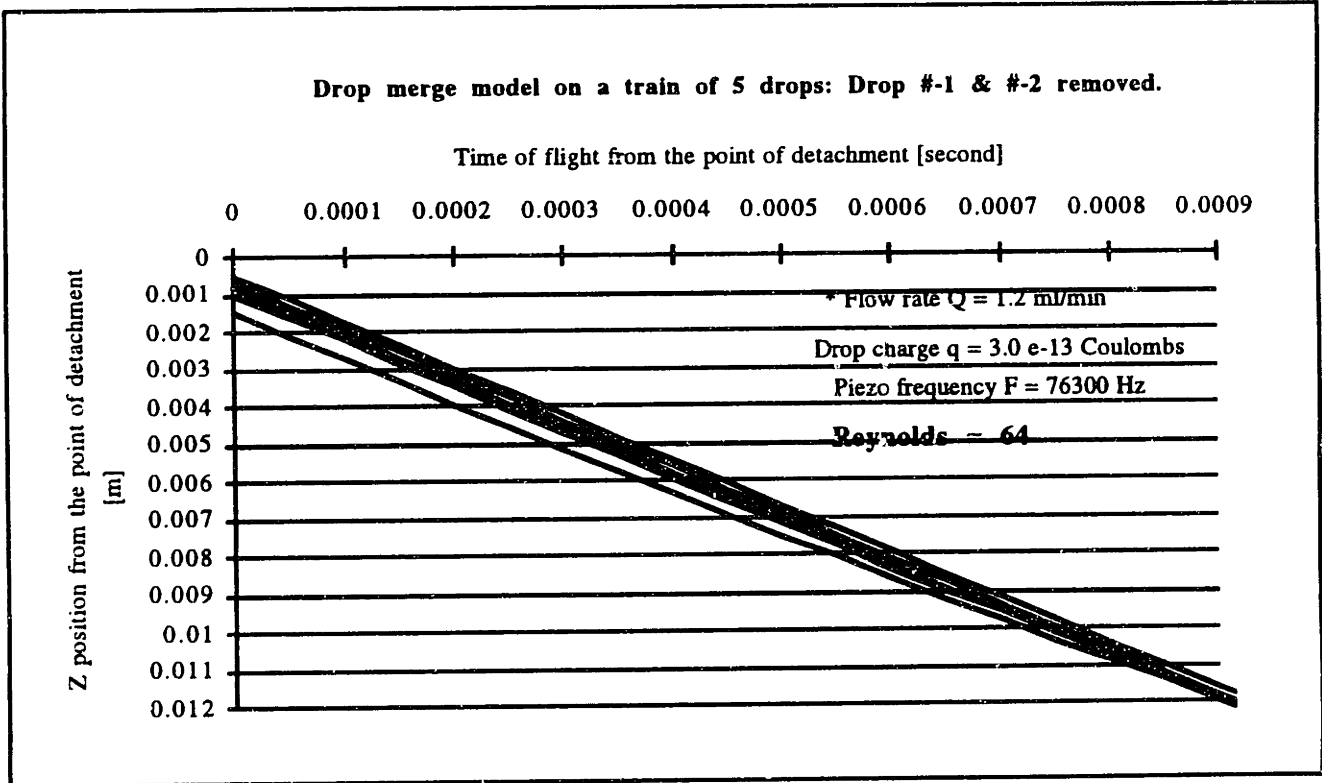 Drop merge model on a train of 5 drops: Drop #-1 & #-2 removed.
Time of flight from the point of detachment [second]
0 0.0001 0.0002 0.0003 0.0004 0.0005 0.0006 0.0007 0.0008 0.0009
Z position from the point of detachment
[m]
0
0.001
0.002
0.003
0.004
0.005
0.006
0.007
0.008
0.009
0.01
0.011
0.012
* Flow rate Q = 1.2 ml/min
Drop charge q = 3.0 e-13 Coulombs
Piezo frequency F = 76300 Hz
Reynolds ~ 64